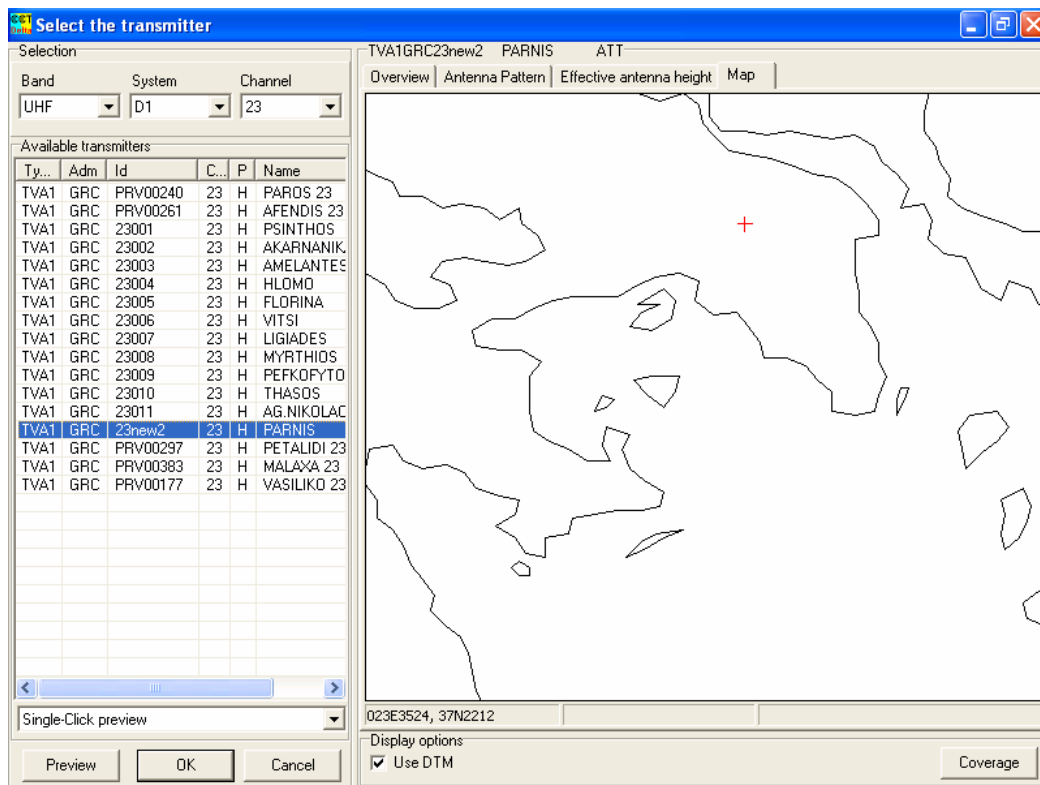 CCT Delta Select the transmitter
Selection
Band System Channel
UHF D1 23
Available transmitters
Ty... Adm Id C... P Name
TVA1 GRC PRV00240 23 H PAROS 23
TVA1 GRC PRV00261 23 H AFENDIS 23
TVA1 GRC 23001 23 H PSINTHOS
TVA1 GRC 23002 23 H AKARNANIK
TVA1 GRC 23003 23 H AMELANTES
TVA1 GRC 23004 23 H HLOMO
TVA1 GRC 23005 23 H FLORINA
TVA1 GRC 23006 23 H VITSI
TVA1 GRC 23007 23 H LIGIADES
TVA1 GRC 23008 23 H MYRTHIOS
TVA1 GRC 23009 23 H PEFKOFYTO
TVA1 GRC 23010 23 H THASOS
TVA1 GRC 23011 23 H AG.NIKOLAO
TVA1 GRC 23new2 23 H PARNIS
TVA1 GRC PRV00297 23 H PETALIDI 23
TVA1 GRC PRV00383 23 H MALAXA 23
TVA1 GRC PRV00177 23 H VASILIKO 23
Single-Click preview
Preview OK Cancel
TVA1GRC23new2 PARNIS ATT
Overview Antenna Pattern Effective antenna height Map
023E3524, 37N2212
Display options
Use DTM
Coverage